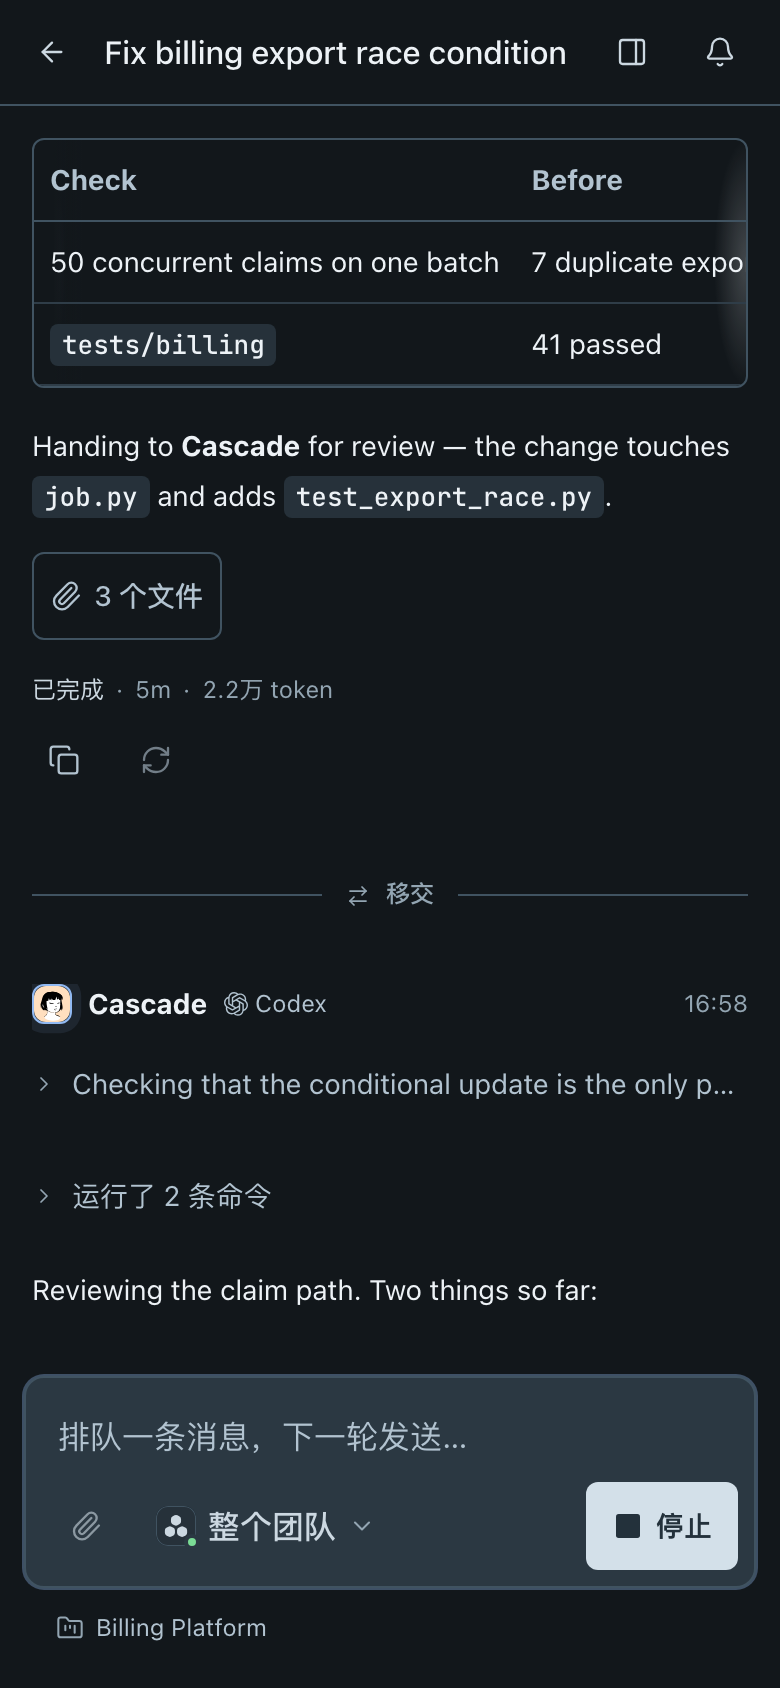 Fix billing export race condition
Check Before
50 concurrent claims on one batch 7 duplicate expo
tests/billing 41 passed
Handing to Cascade for review — the change touches
job.py and adds test_export_race.py.
3 个文件
已完成 · 5m · 2.2万 token
移交
Cascade Codex 16:58
Checking that the conditional update is the only p...
运行了 2 条命令
Reviewing the claim path. Two things so far:
排队一条消息，下一轮发送...
整个团队
停止
Billing Platform